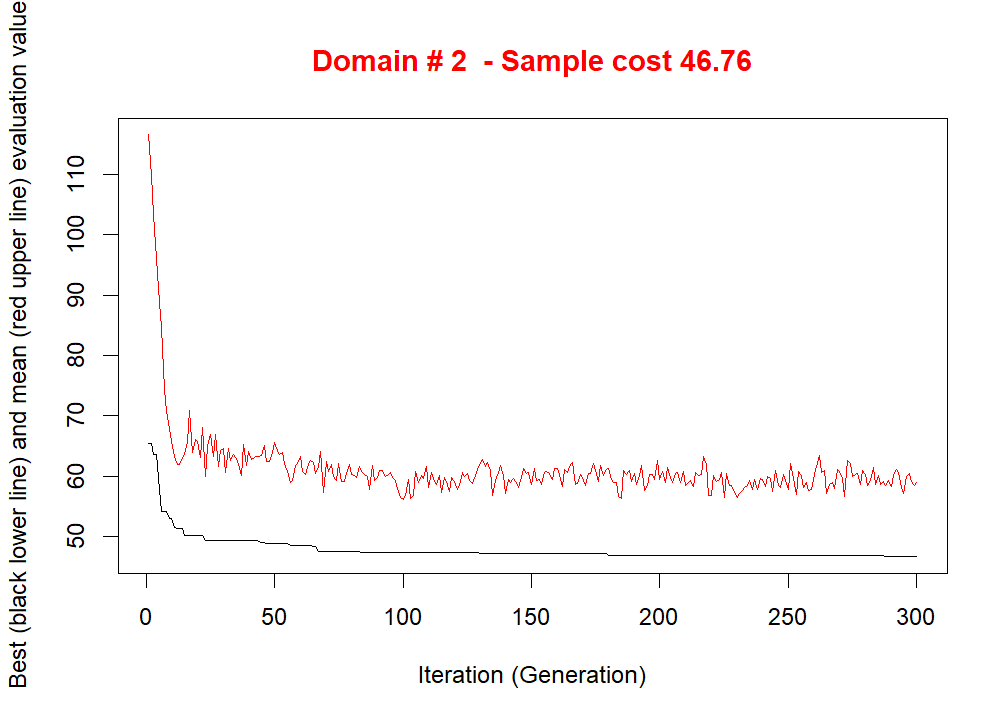 Domain # 2  - Sample cost 46.76
Best (black lower line) and mean (red upper line) evaluation value
110
100
90
80
70
60
50
0 50 100 150 200 250 300
Iteration (Generation)